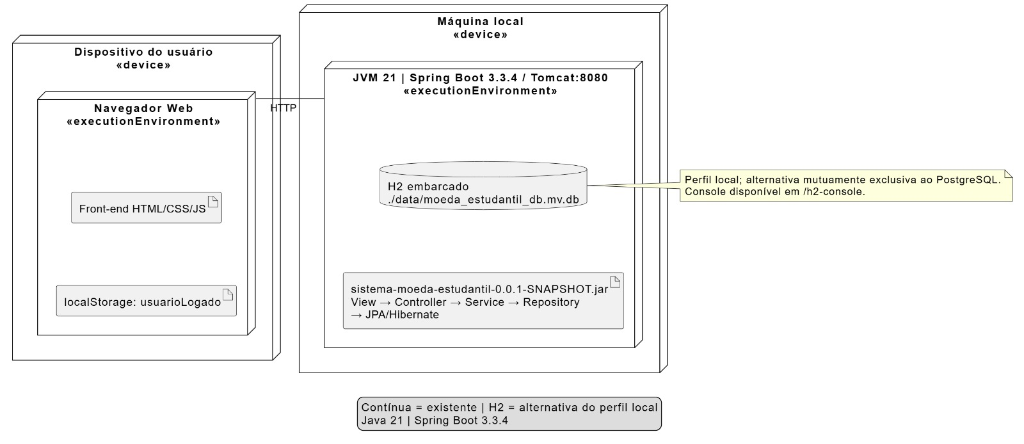 Dispositivo do usuário
«device»
Navegador Web
«executionEnvironment»
Front-end HTML/CSS/JS
localStorage: usuarioLogado
HTTP
Máquina local
«device»
JVM 21 | Spring Boot 3.3.4 / Tomcat:8080
«executionEnvironment»
H2 embarcado
./data/moeda_estudantil_db.mv.db
sistema-moeda-estudantil-0.0.1-SNAPSHOT.jar
View → Controller → Service → Repository
→ JPA/Hibernate
Perfil local; alternativa mutuamente exclusiva ao PostgreSQL.
Console disponível em /h2-console.
Contínua = existente | H2 = alternativa do perfil local
Java 21 | Spring Boot 3.3.4